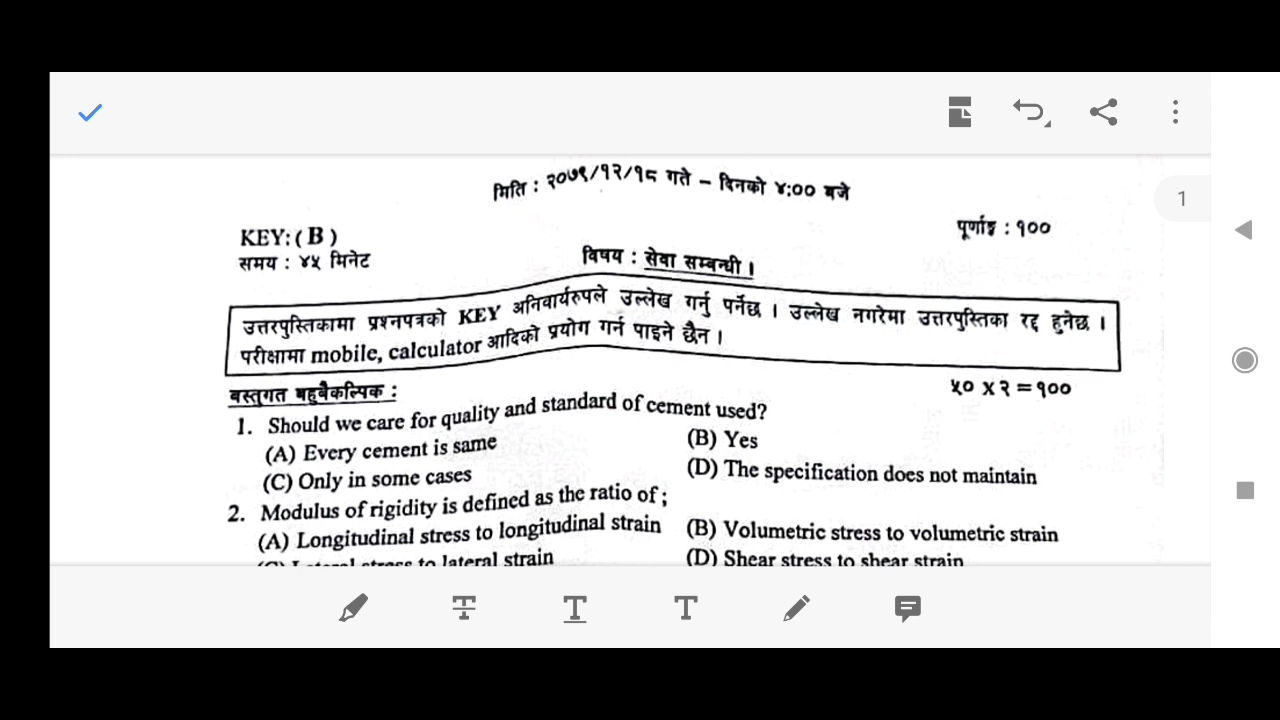 मिति : २०७९/१२/१८ गते – दिनको ४:०० बजे
1
KEY: ( B )
पूर्णाङ्क : १००
समय : ४५ मिनेट
विषय : सेवा सम्बन्धी ।
उत्तरपुस्तिकामा प्रश्नपत्रको KEY अनिवार्यरुपले उल्लेख गर्नु पर्नेछ । उल्लेख नगरेमा उत्तरपुस्तिका रद्द हुनेछ ।
परीक्षामा mobile, calculator आदिको प्रयोग गर्न पाइने छैन ।
वस्तुगत बहुवैकल्पिक :
५० X २ = १००
1. Should we care for quality and standard of cement used?
(A) Every cement is same
(B) Yes
(C) Only in some cases
(D) The specification does not maintain
2. Modulus of rigidity is defined as the ratio of ;
(A) Longitudinal stress to longitudinal strain
(B) Volumetric stress to volumetric strain
(C) Lateral stress to lateral strain
(D) Shear stress to shear strain